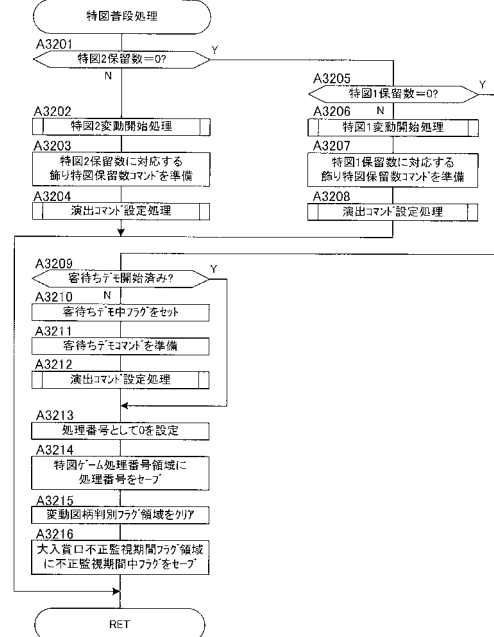 特図普段処理
A3201
特図2保留数=0?
Y
N
A3205
特図1保留数=0?
Y
N
A3202
特図2変動開始処理
A3206
特図1変動開始処理
A3203
特図2保留数に対応する
飾り特図保留数コマンドを準備
A3207
特図1保留数に対応する
飾り特図保留数コマンドを準備
A3204
演出コマンド設定処理
A3208
演出コマンド設定処理
A3209
客待ちデモ開始済み?
Y
N
A3210
客待ちデモ中フラグをセット
A3211
客待ちデモコマンドを準備
A3212
演出コマンド設定処理
A3213
処理番号として0を設定
A3214
特図ゲーム処理番号領域に
処理番号をセーブ
A3215
変動図柄判別フラグ領域をクリア
A3216
大入賞口不正監視期間フラグ領域
に不正監視期間中フラグをセーブ
RET